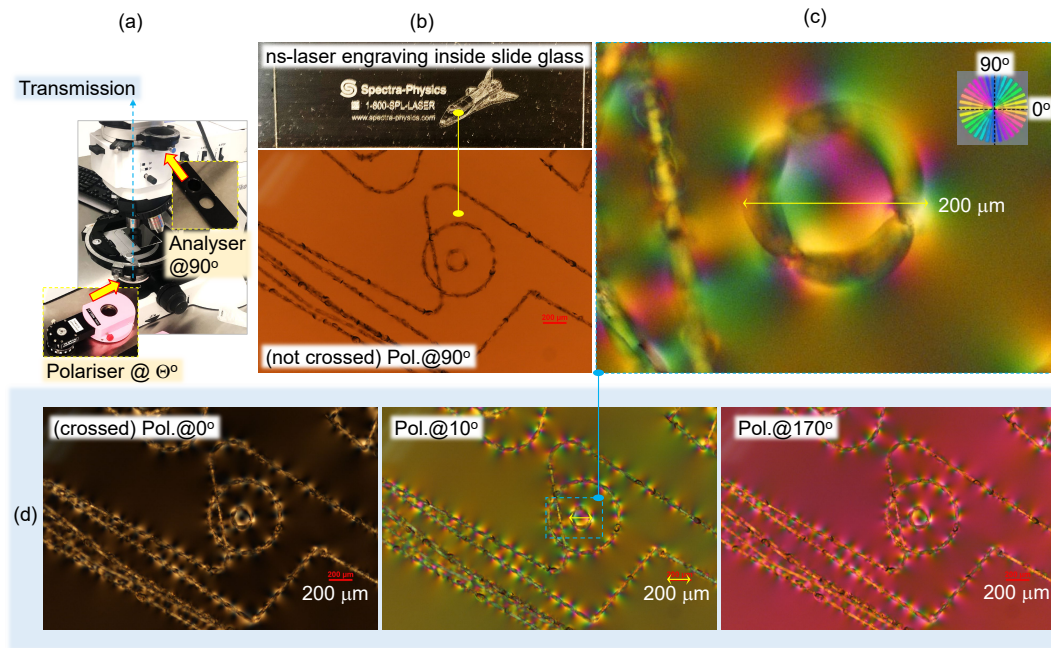 (a)
(b)
(c)
Transmission
Analyser
@90°
Polariser @ Θ°
ns-laser engraving inside slide glass
Spectra-Physics
1-800-SPL-LASER
www.spectra-physics.com
(not crossed) Pol.@90°
200 μm
90°
0°
200 μm
(d)
(crossed) Pol.@0°
200 μm
200 μm
Pol.@10°
200 μm
Pol.@170°
200 μm